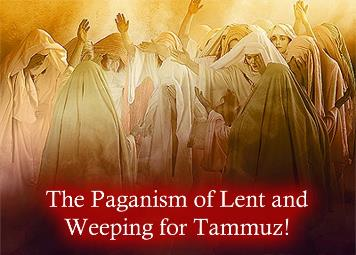 The Paganism of Lent and
Weeping for Tammuz!